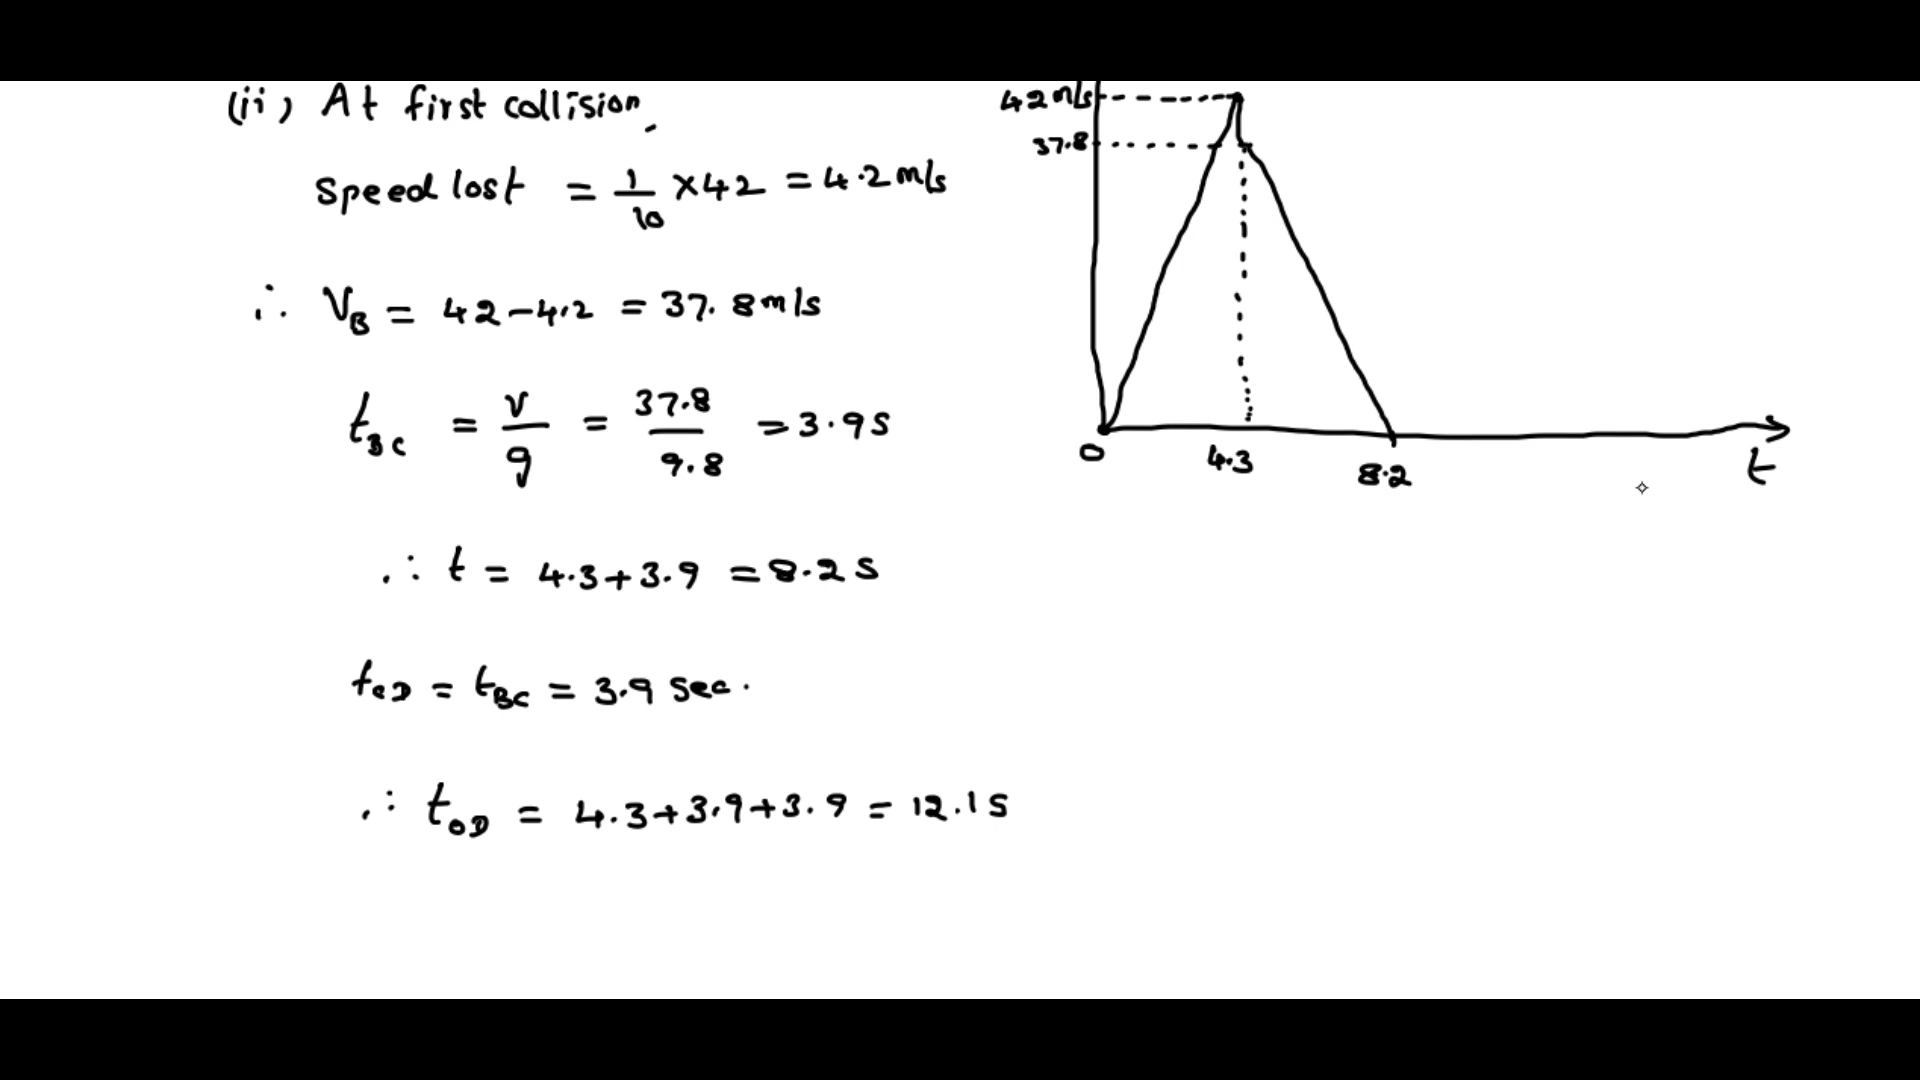 (ii) At first collision,
Speed lost = 1/10 × 42 = 4.2 m/s
∴ V_B = 42 - 4.2 = 37.8 m/s
t_BC = v/g = 37.8/9.8 = 3.9 s
∴ t = 4.3 + 3.9 = 8.2 s
t_CD = t_BC = 3.9 sec.
∴ t_OD = 4.3 + 3.9 + 3.9 = 12.1 s
42 m/s
37.8
0
4.3
8.2
t